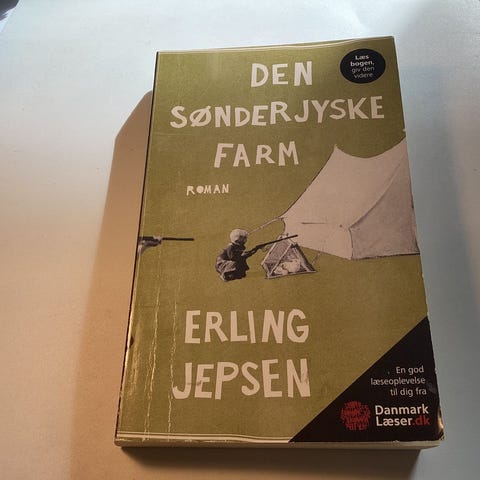 Læs
bogen,
giv den
videre
DEN
SØNDERJYSKE
FARM
ROMAN
ERLING
JEPSEN
En god
læseoplevelse
til dig fra
Danmark
Læser.dk